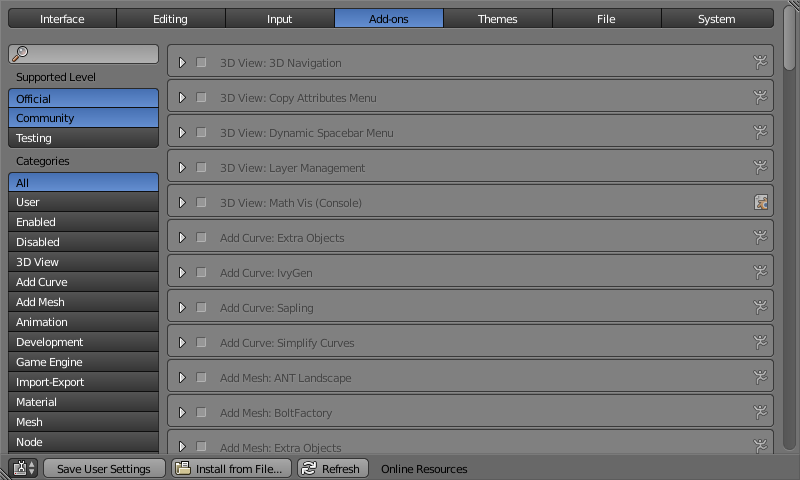 Interface Editing Input Add-ons Themes File System
Supported Level
Official
Community
Testing
Categories
All
User
Enabled
Disabled
3D View
Add Curve
Add Mesh
Animation
Development
Game Engine
Import-Export
Material
Mesh
Node
3D View: 3D Navigation
3D View: Copy Attributes Menu
3D View: Dynamic Spacebar Menu
3D View: Layer Management
3D View: Math Vis (Console)
Add Curve: Extra Objects
Add Curve: IvyGen
Add Curve: Sapling
Add Curve: Simplify Curves
Add Mesh: ANT Landscape
Add Mesh: BoltFactory
Add Mesh: Extra Objects
Save User Settings Install from File... Refresh Online Resources